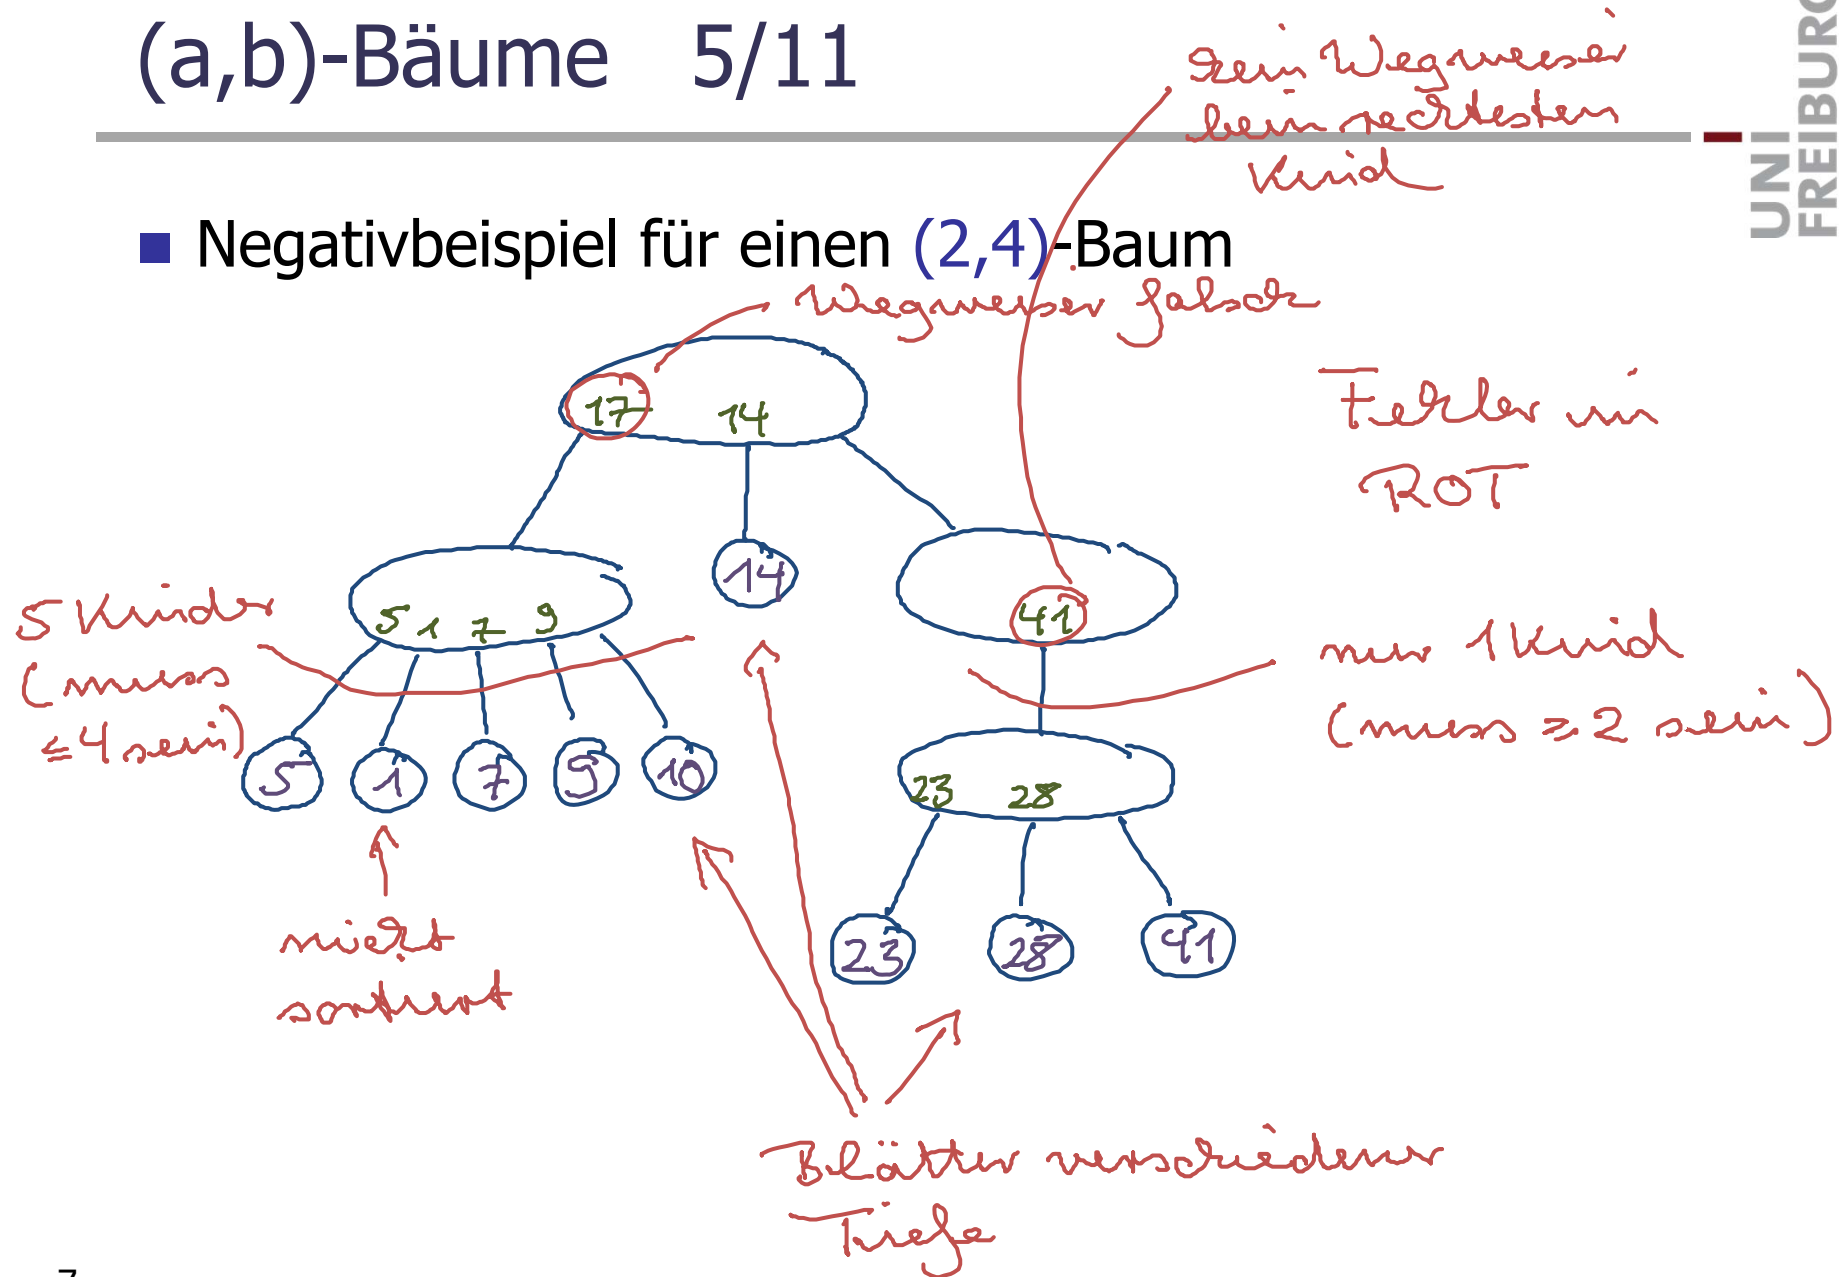 (a,b)-Bäume 5/11
kein Wegweiser
beim rechtesten
Kind
UNI
FREIBURG
Negativbeispiel für einen (2,4)-Baum
Wegweiser falsch
17 14
Fehler in
ROT
14
5 Kinder
(muss
≤4 sein)
5 1 7 9
41
nur 1 Kind
(muss ≥2 sein)
5 1 7 9 10
23 28
nicht
sortiert
23 28 41
Blätter verschiedener
Tiefe
7